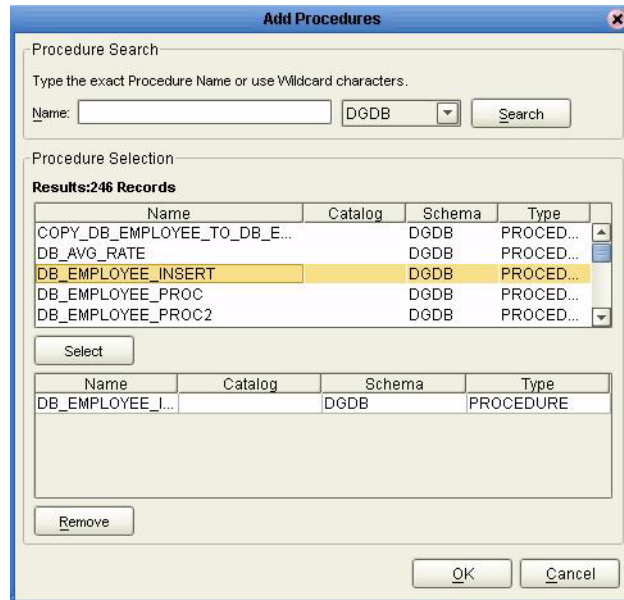 Add Procedures
Procedure Search
Type the exact Procedure Name or use Wildcard characters.
Name: DGDB Search
Procedure Selection
Results:246 Records
Name Catalog Schema Type
COPY_DB_EMPLOYEE_TO_DB_E... DGDB PROCED...
DB_AVG_RATE DGDB PROCED...
DB_EMPLOYEE_INSERT DGDB PROCED...
DB_EMPLOYEE_PROC DGDB PROCED...
DB_EMPLOYEE_PROC2 DGDB PROCED...
Select
Name Catalog Schema Type
DB_EMPLOYEE_I... DGDB PROCEDURE
Remove
OK Cancel